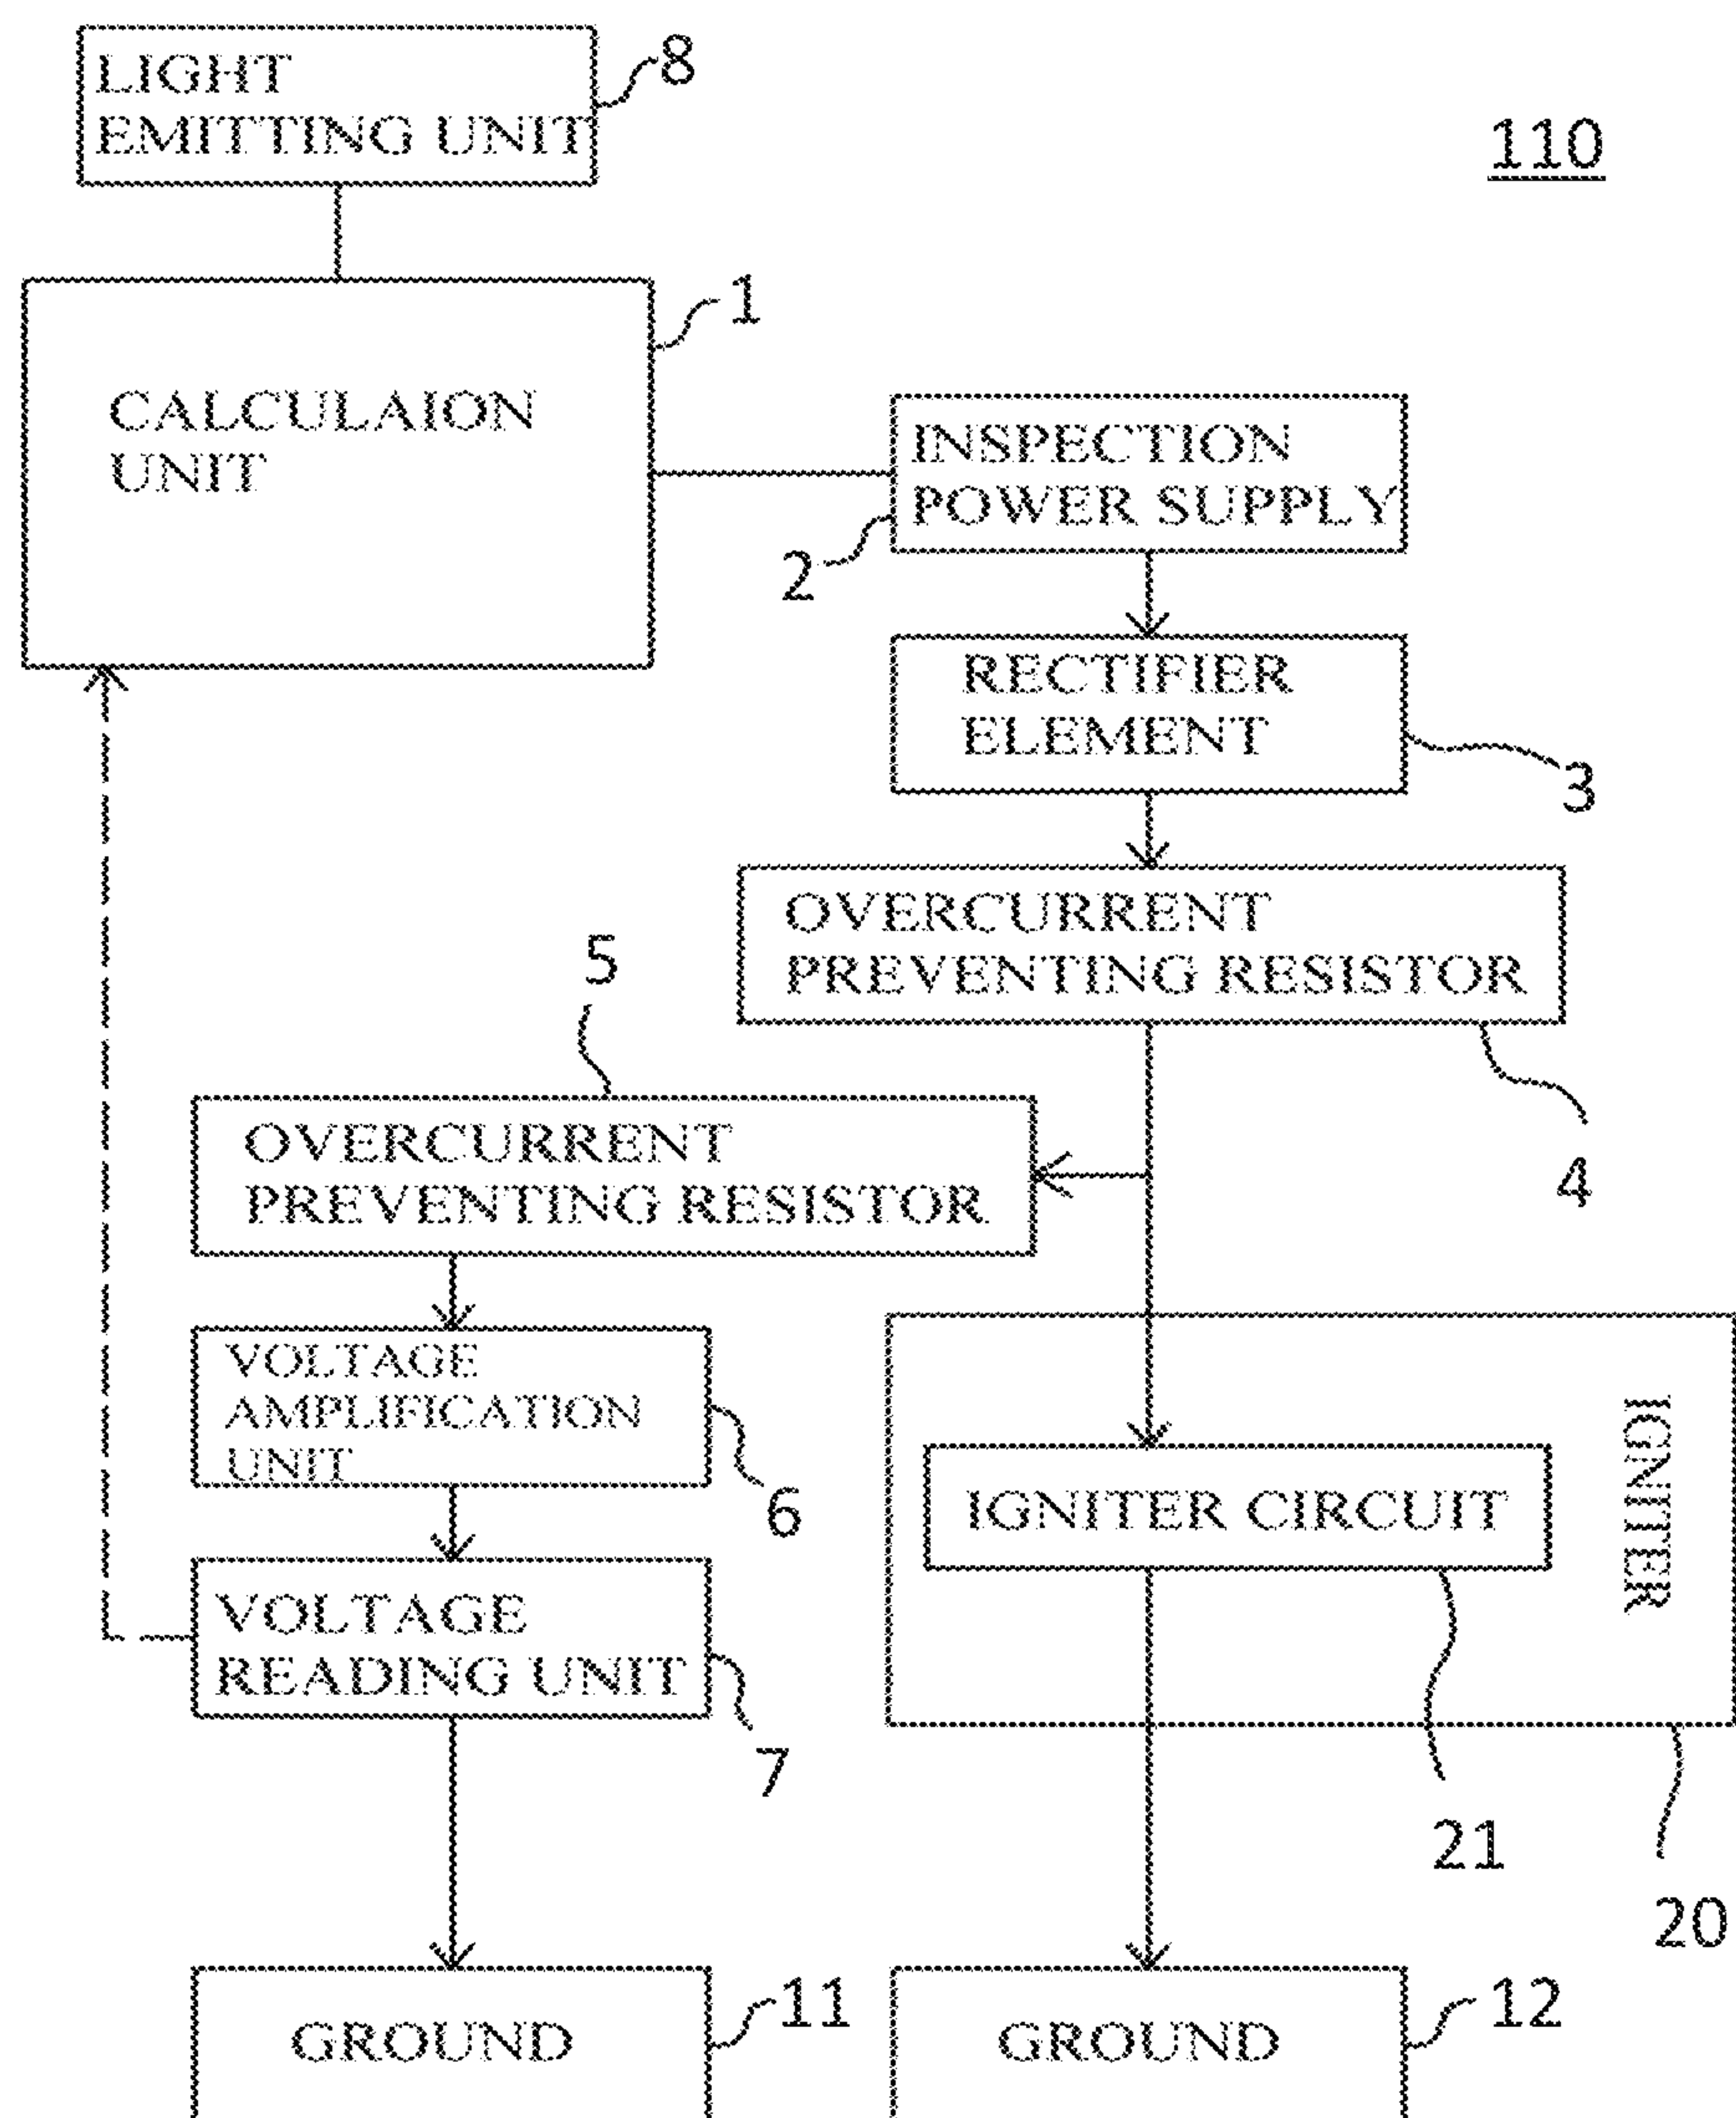 LIGHT
EMITTING UNIT
8
110
CALCULAION
UNIT
1
INSPECTION
POWER SUPPLY
2
RECTIFIER
ELEMENT
3
OVERCURRENT
PREVENTING RESISTOR
4
5
OVERCURRENT
PREVENTING RESISTOR
VOLTAGE
AMPLIFICATION
UNIT
6
IGNITER
IGNITER CIRCUIT
VOLTAGE
READING UNIT
7
21
20
GROUND
11
GROUND
12